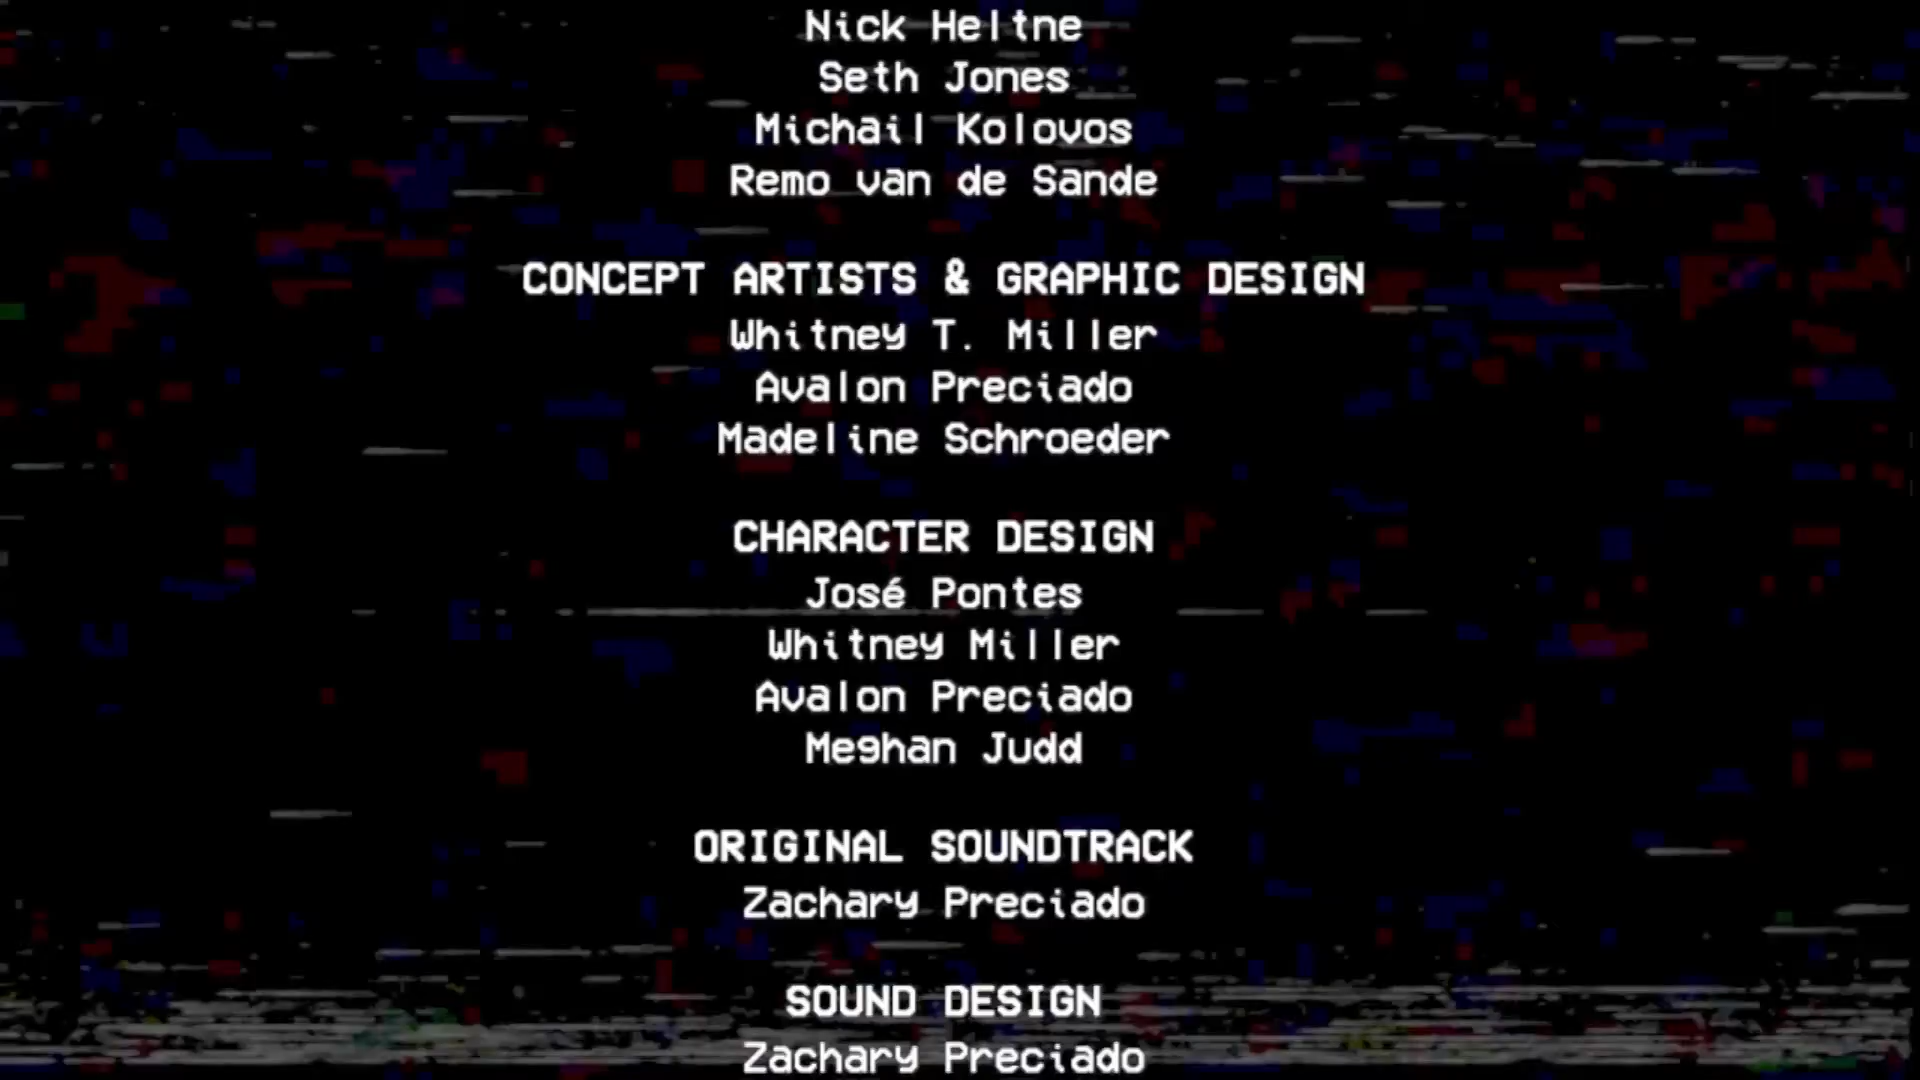 Nick Heltne
Seth Jones
Michail Kolovos
Remo van de Sande
CONCEPT ARTISTS & GRAPHIC DESIGN
Whitney T. Miller
Avalon Preciado
Madeline Schroeder
CHARACTER DESIGN
José Pontes
Whitney Miller
Avalon Preciado
Meghan Judd
ORIGINAL SOUNDTRACK
Zachary Preciado
SOUND DESIGN
Zachary Preciado